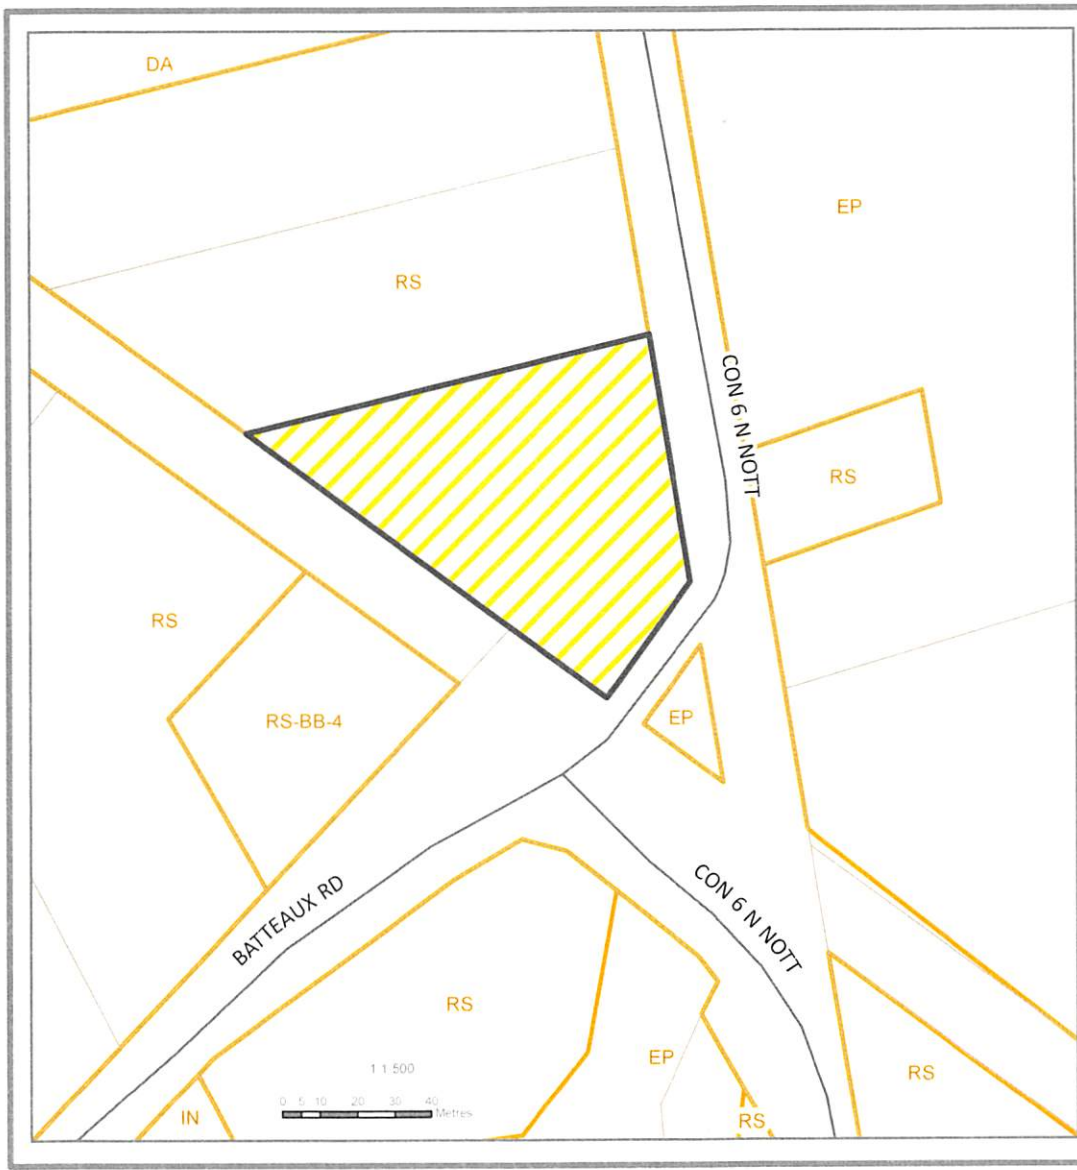 DA
EP
RS
CON 6 N NOTT
RS
RS
RS-BB-4
EP
CON 6 N NOTT
BATTEAUX RD
RS
EP
RS
1 1 500
IN
0 5 10 20 30 40
Metres
RS